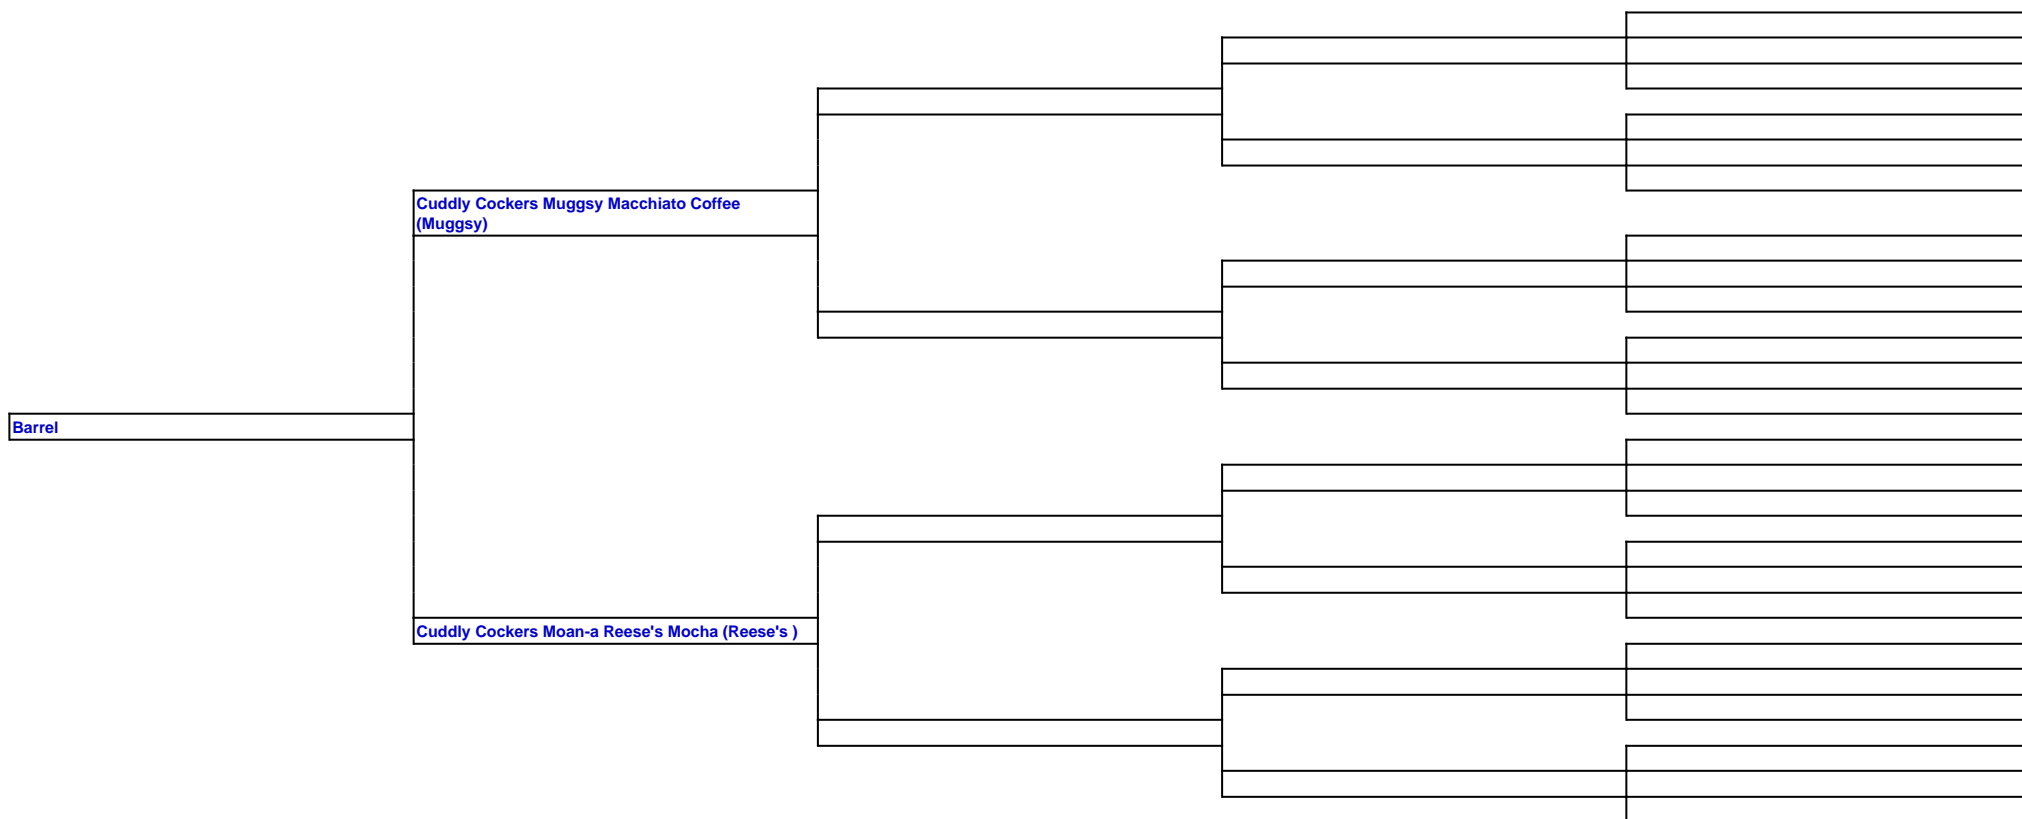 Cuddly Cockers Muggsy Macchiato Coffee
(Muggsy)
Barrel
Cuddly Cockers Moan-a Reese's Mocha (Reese's )